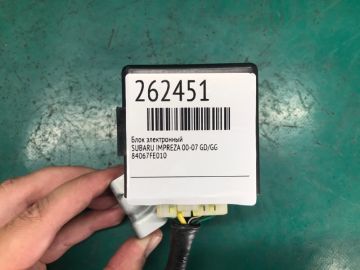 262451
Блок электронный
SUBARU IMPREZA 00-07 GD/GG
84067FE010